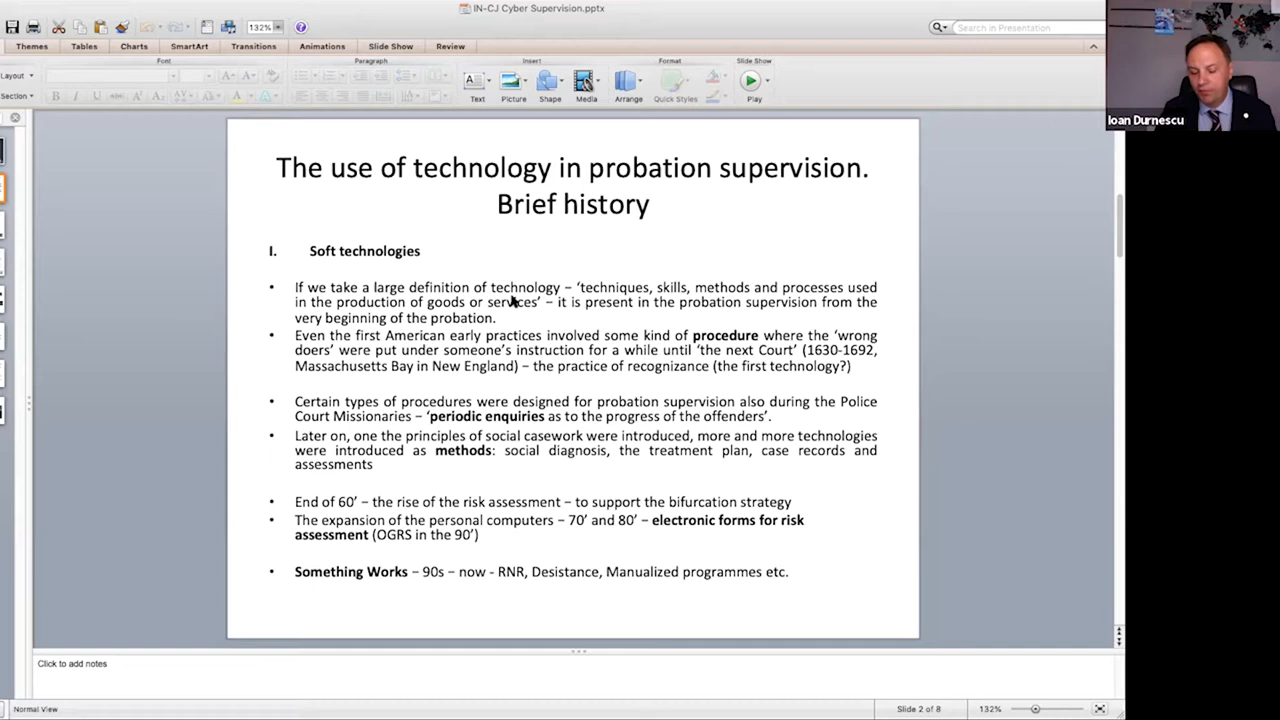 IN-CJ Cyber Supervision.pptx
132%
Search in Presentation
Themes
Tables
Charts
SmartArt
Transitions
Animations
Slide Show
Review
Font
Paragraph
Insert
Format
Slide Show
Layout
Section
B I U ABC
Text
Picture
Shape
Media
Arrange
Quick Styles
Play
Ioan Durnescu
The use of technology in probation supervision.
Brief history
I. Soft technologies
• If we take a large definition of technology – ‘techniques, skills, methods and processes used
in the production of goods or services’ – it is present in the probation supervision from the
very beginning of the probation.
• Even the first American early practices involved some kind of procedure where the ‘wrong
doers’ were put under someone’s instruction for a while until ‘the next Court’ (1630-1692,
Massachusetts Bay in New England) – the practice of recognizance (the first technology?)
• Certain types of procedures were designed for probation supervision also during the Police
Court Missionaries – ‘periodic enquiries as to the progress of the offenders’.
• Later on, one the principles of social casework were introduced, more and more technologies
were introduced as methods: social diagnosis, the treatment plan, case records and
assessments
• End of 60’ – the rise of the risk assessment – to support the bifurcation strategy
• The expansion of the personal computers – 70’ and 80’ – electronic forms for risk
assessment (OGRS in the 90’)
• Something Works – 90s – now - RNR, Desistance, Manualized programmes etc.
Click to add notes
Normal View
Slide 2 of 8
132%